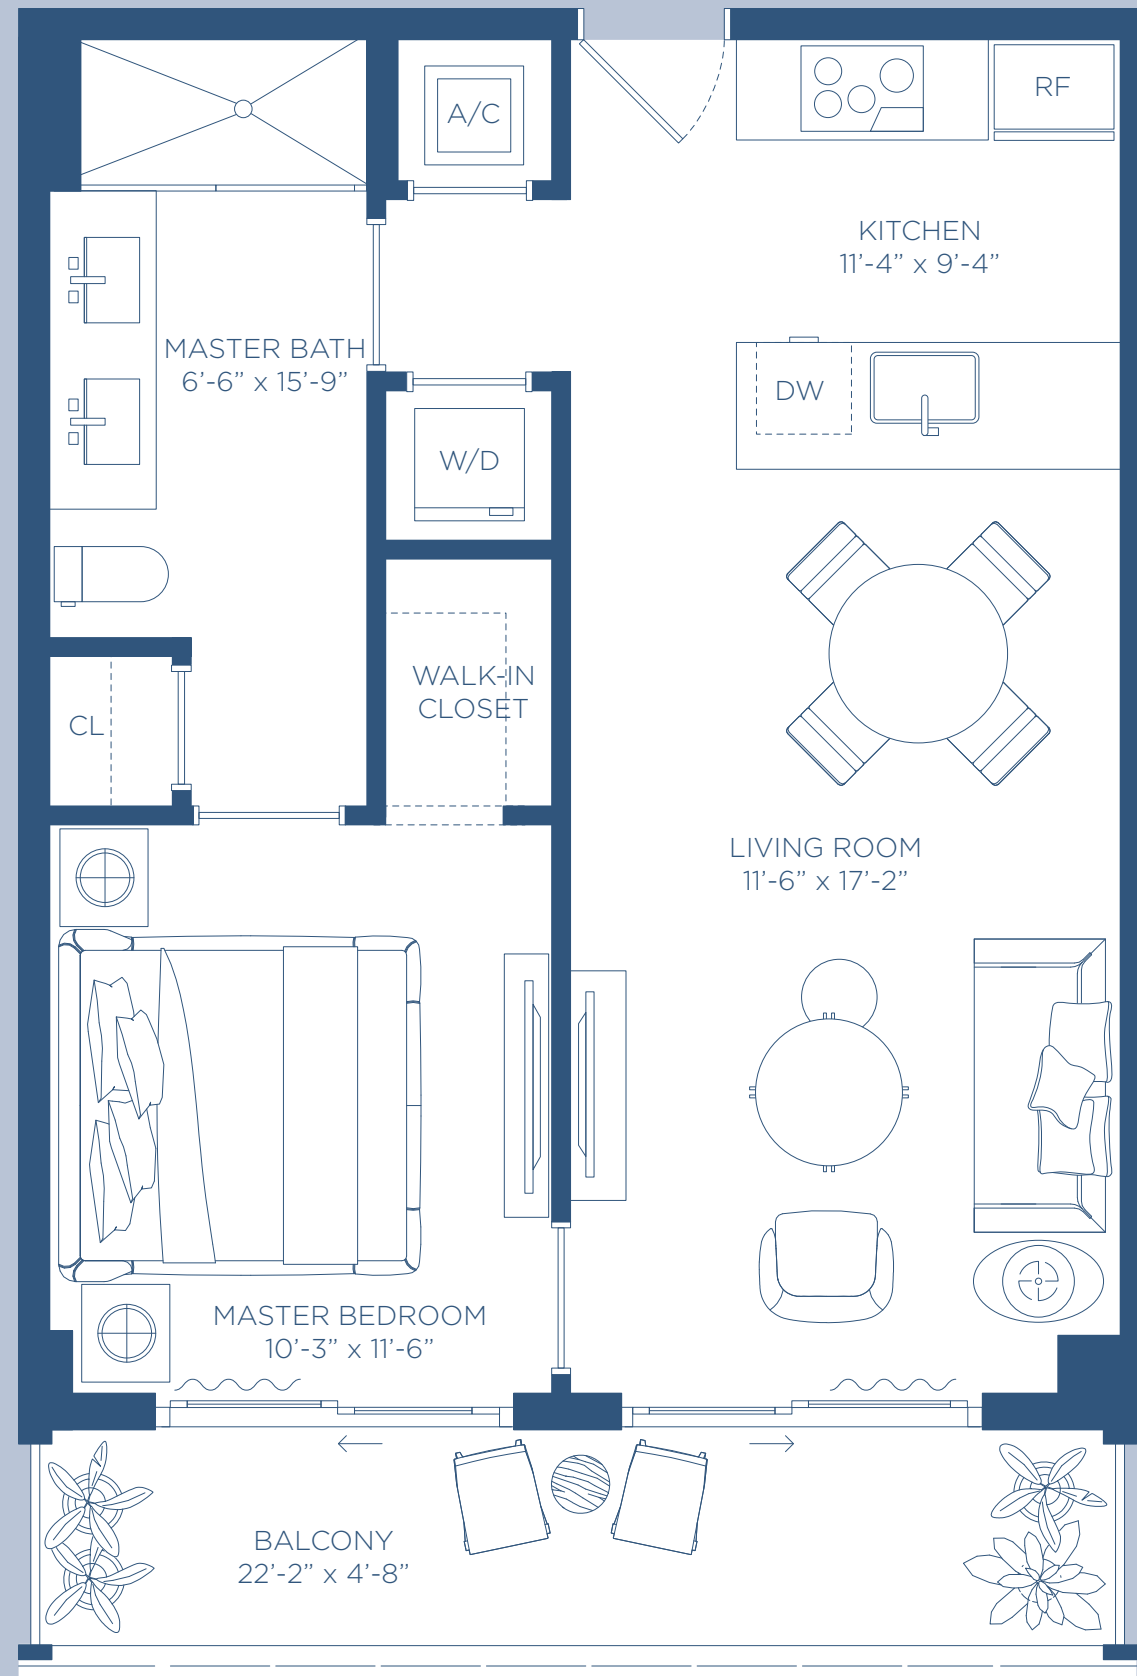 A/C
RF
KITCHEN
11’-4” x 9’-4”
MASTER BATH
6’-6” x 15’-9”
DW
W/D
WALK-IN
CLOSET
CL
LIVING ROOM
11’-6” x 17’-2”
MASTER BEDROOM
10’-3” x 11’-6”
BALCONY
22’-2” x 4’-8”